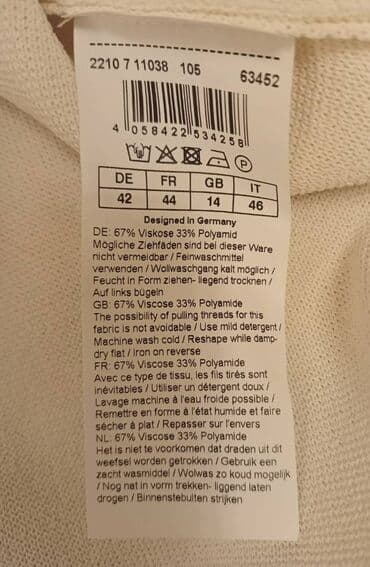 2210 7 11038 105 63452
4 058422 534258
P
DE FR GB IT
42 44 14 46
Designed in Germany
DE: 67% Viskose 33% Polyamid
Mögliche Ziehfäden sind bei dieser Ware
nicht vermeidbar / Feinwaschmittel
verwenden / Wollwaschgang kalt möglich /
Feucht in Form ziehen- liegend trocknen /
Auf links bügeln
GB: 67% Viscose 33% Polyamide
The possibility of pulling threads for this
fabric is not avoidable / Use mild detergent /
Machine wash cold / Reshape while damp-
dry flat / Iron on reverse
FR: 67% Viscose 33% Polyamide
Avec ce type de tissu, les fils tirés sont
inévitables / Utiliser un détergent doux /
Lavage machine à l'eau froide possible /
Remettre en forme à l'état humide et faire
sécher à plat / Repasser sur l'envers
NL: 67% Viscose 33% Polyamide
Het is niet te voorkomen dat draden uit dit
weefsel worden getrokken / Gebruik een
zacht wasmiddel / Wolwas zo koud mogelijk
/ Nog nat in vorm trekken- liggend laten
drogen / Binnenstebuiten strijken